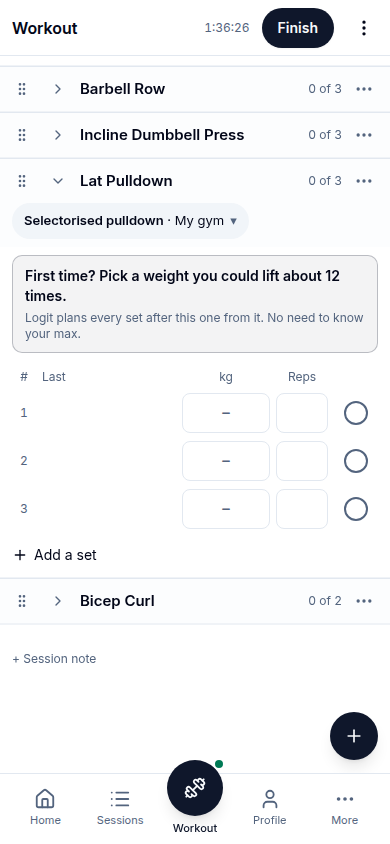 Workout 1:36:26 Finish
Barbell Row 0 of 3
Incline Dumbbell Press 0 of 3
Lat Pulldown 0 of 3
Selectorised pulldown · My gym ▾
First time? Pick a weight you could lift about 12
times.
Logit plans every set after this one from it. No need to know
your max.
# Last kg Reps
1 –
2 –
3 –
+ Add a set
Bicep Curl 0 of 2
+ Session note
Home Sessions Workout Profile More